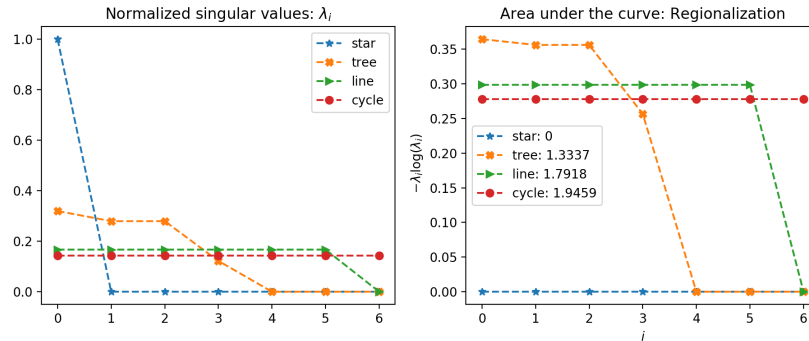 Normalized singular values: λᵢ
1.0
0.8
0.6
0.4
0.2
0.0
0
1
2
3
4
5
6
star
tree
line
cycle
Area under the curve: Regionalization
−λᵢlog(λᵢ)
0.35
0.30
0.25
0.20
0.15
0.10
0.05
0.00
0
1
2
3
4
5
6
i
star: 0
tree: 1.3337
line: 1.7918
cycle: 1.9459